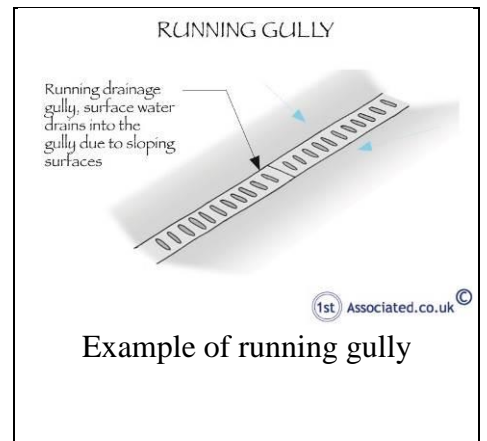 RUNNING GULLY
Running drainage
gully, surface water
drains into the
gully due to sloping
surfaces
1st Associated.co.uk ©
Example of running gully